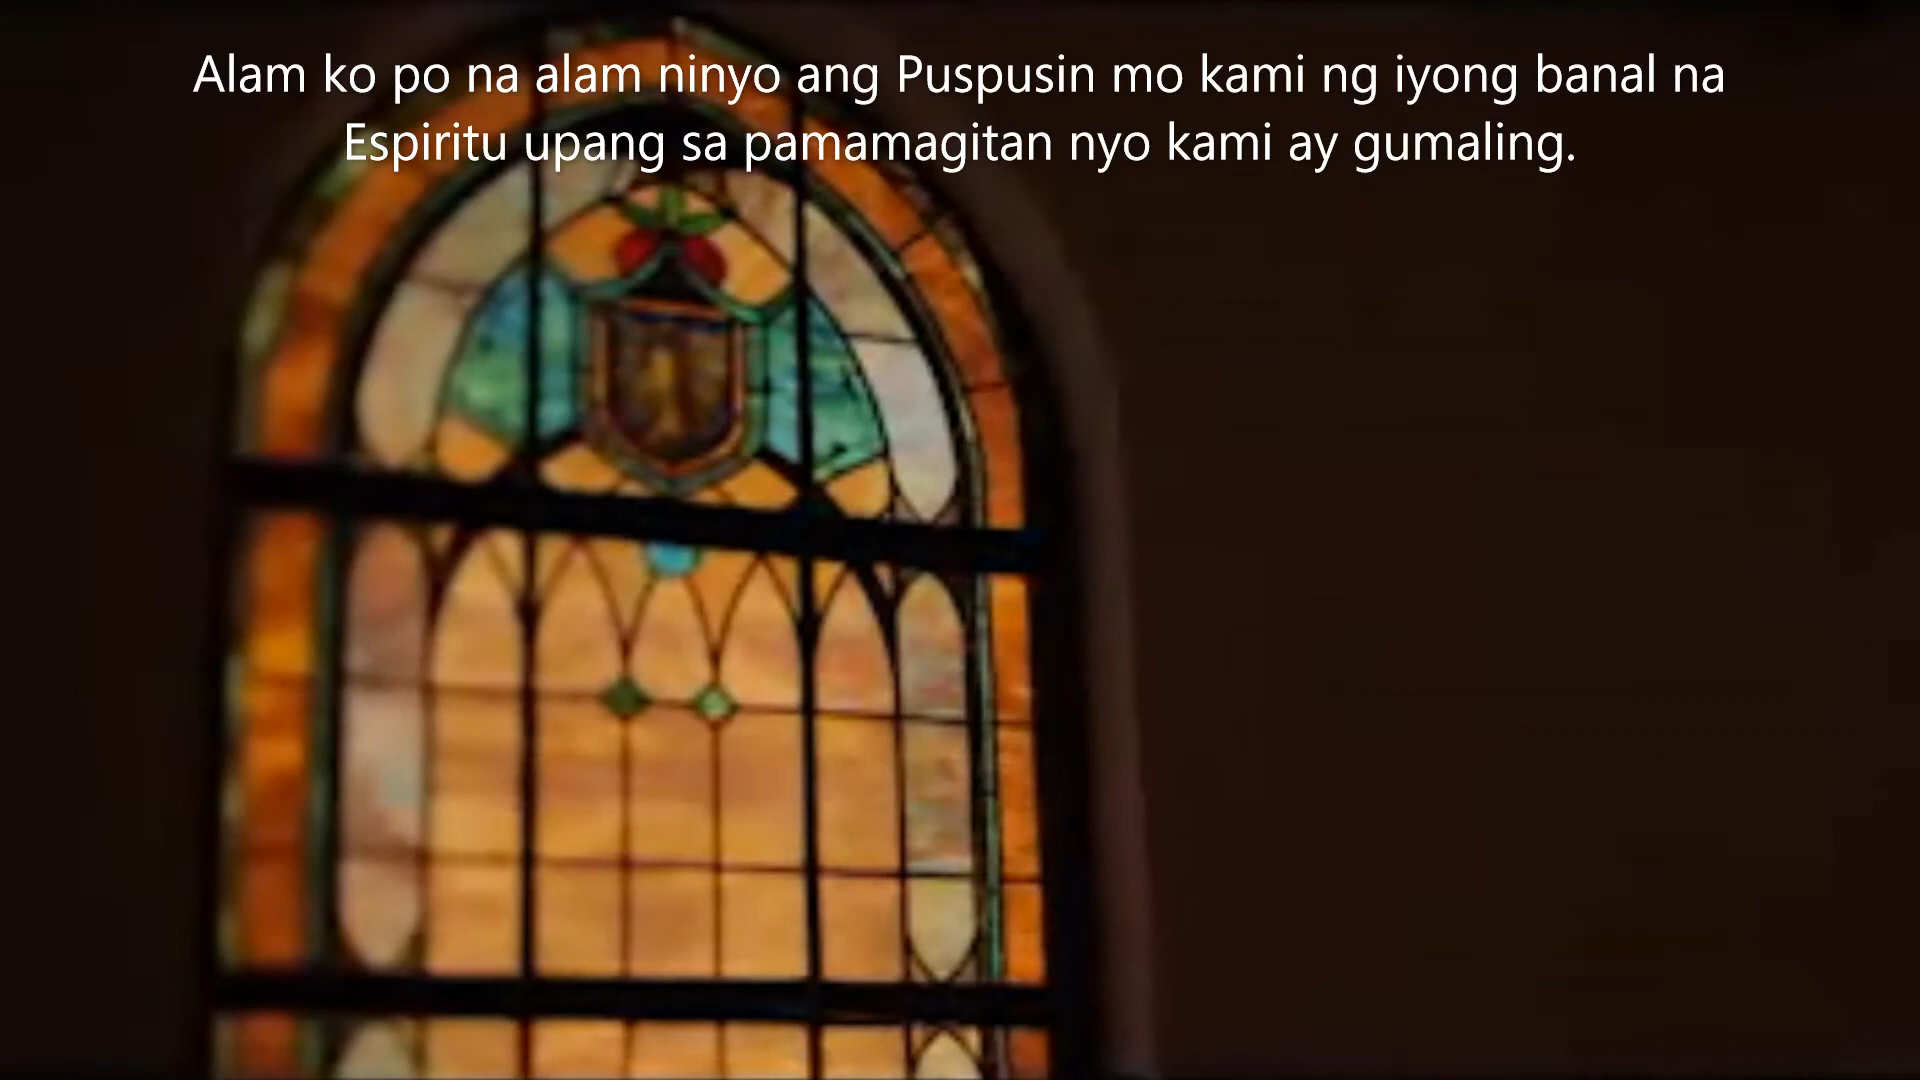 Alam ko po na alam ninyo ang Puspusin mo kami ng iyong banal na
Espiritu upang sa pamamagitan nyo kami ay gumaling.